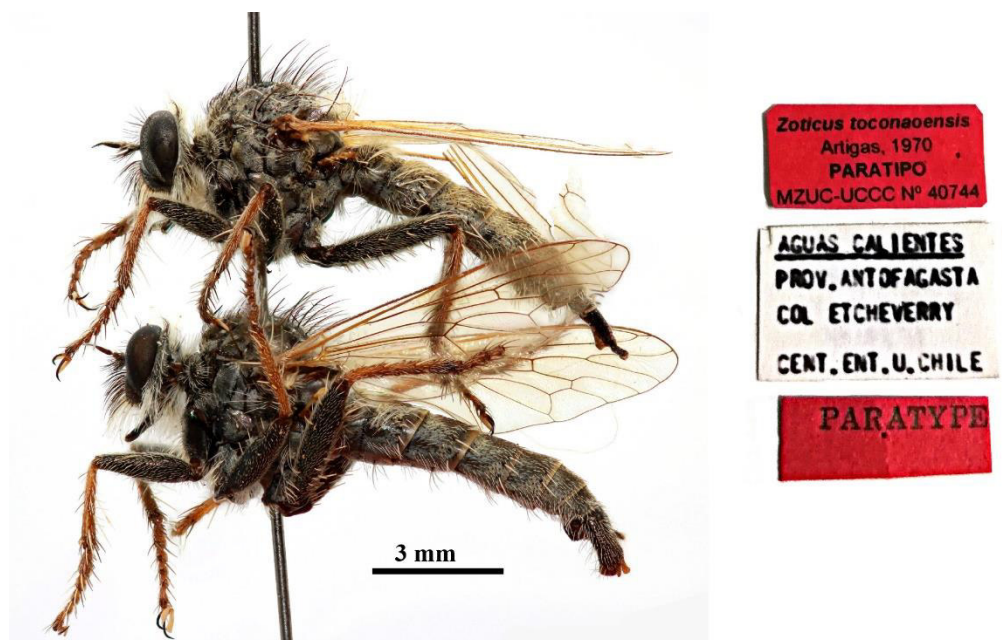 3 mm
Zoticus toconaoensis
Artigas, 1970
PARATIPO
MZUC-UCCC Nº 40744
AGUAS CALIENTES
PROV. ANTOFAGASTA
COL ETCHEVERRY
CENT. ENT. U. CHILE
PARATYPE